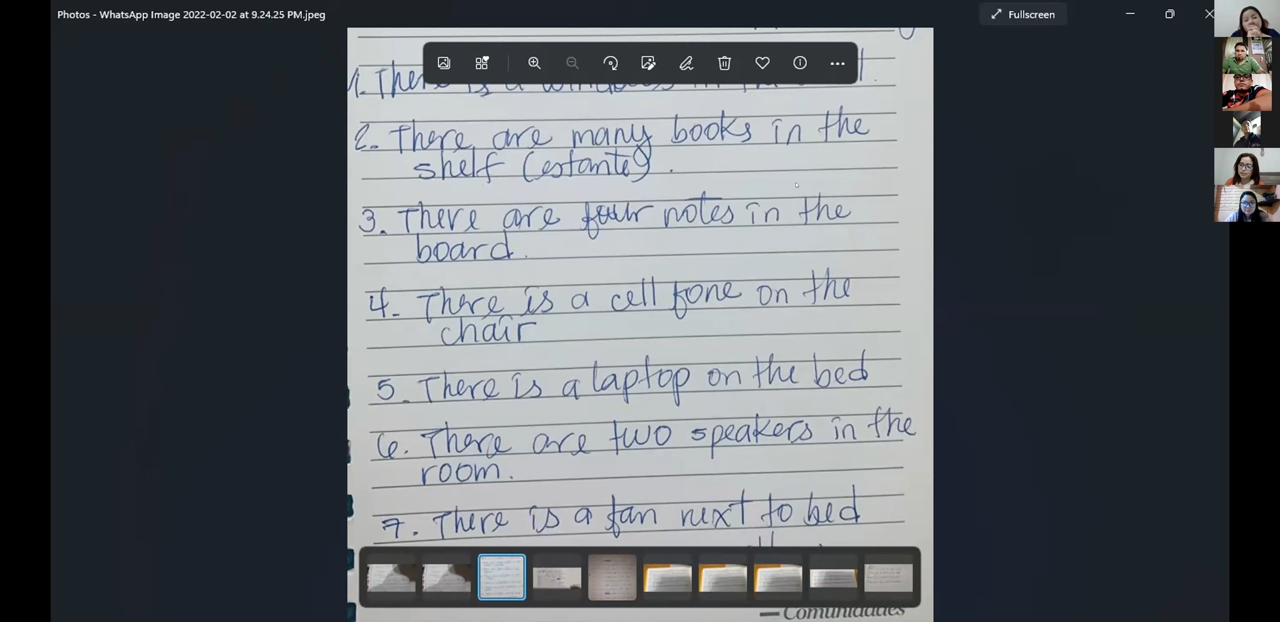 Photos - WhatsApp Image 2022-02-02 at 9.24.25 PM.jpeg
Fullscreen
1. There is a
2. There are many books in the
shelf (estante) .
3. There are four notes in the
board.
4. There is a cell fone on the
chair
5. There is a laptop on the bed
6. There are two speakers in the
room.
7. There is a fan next to bed
Comunidades